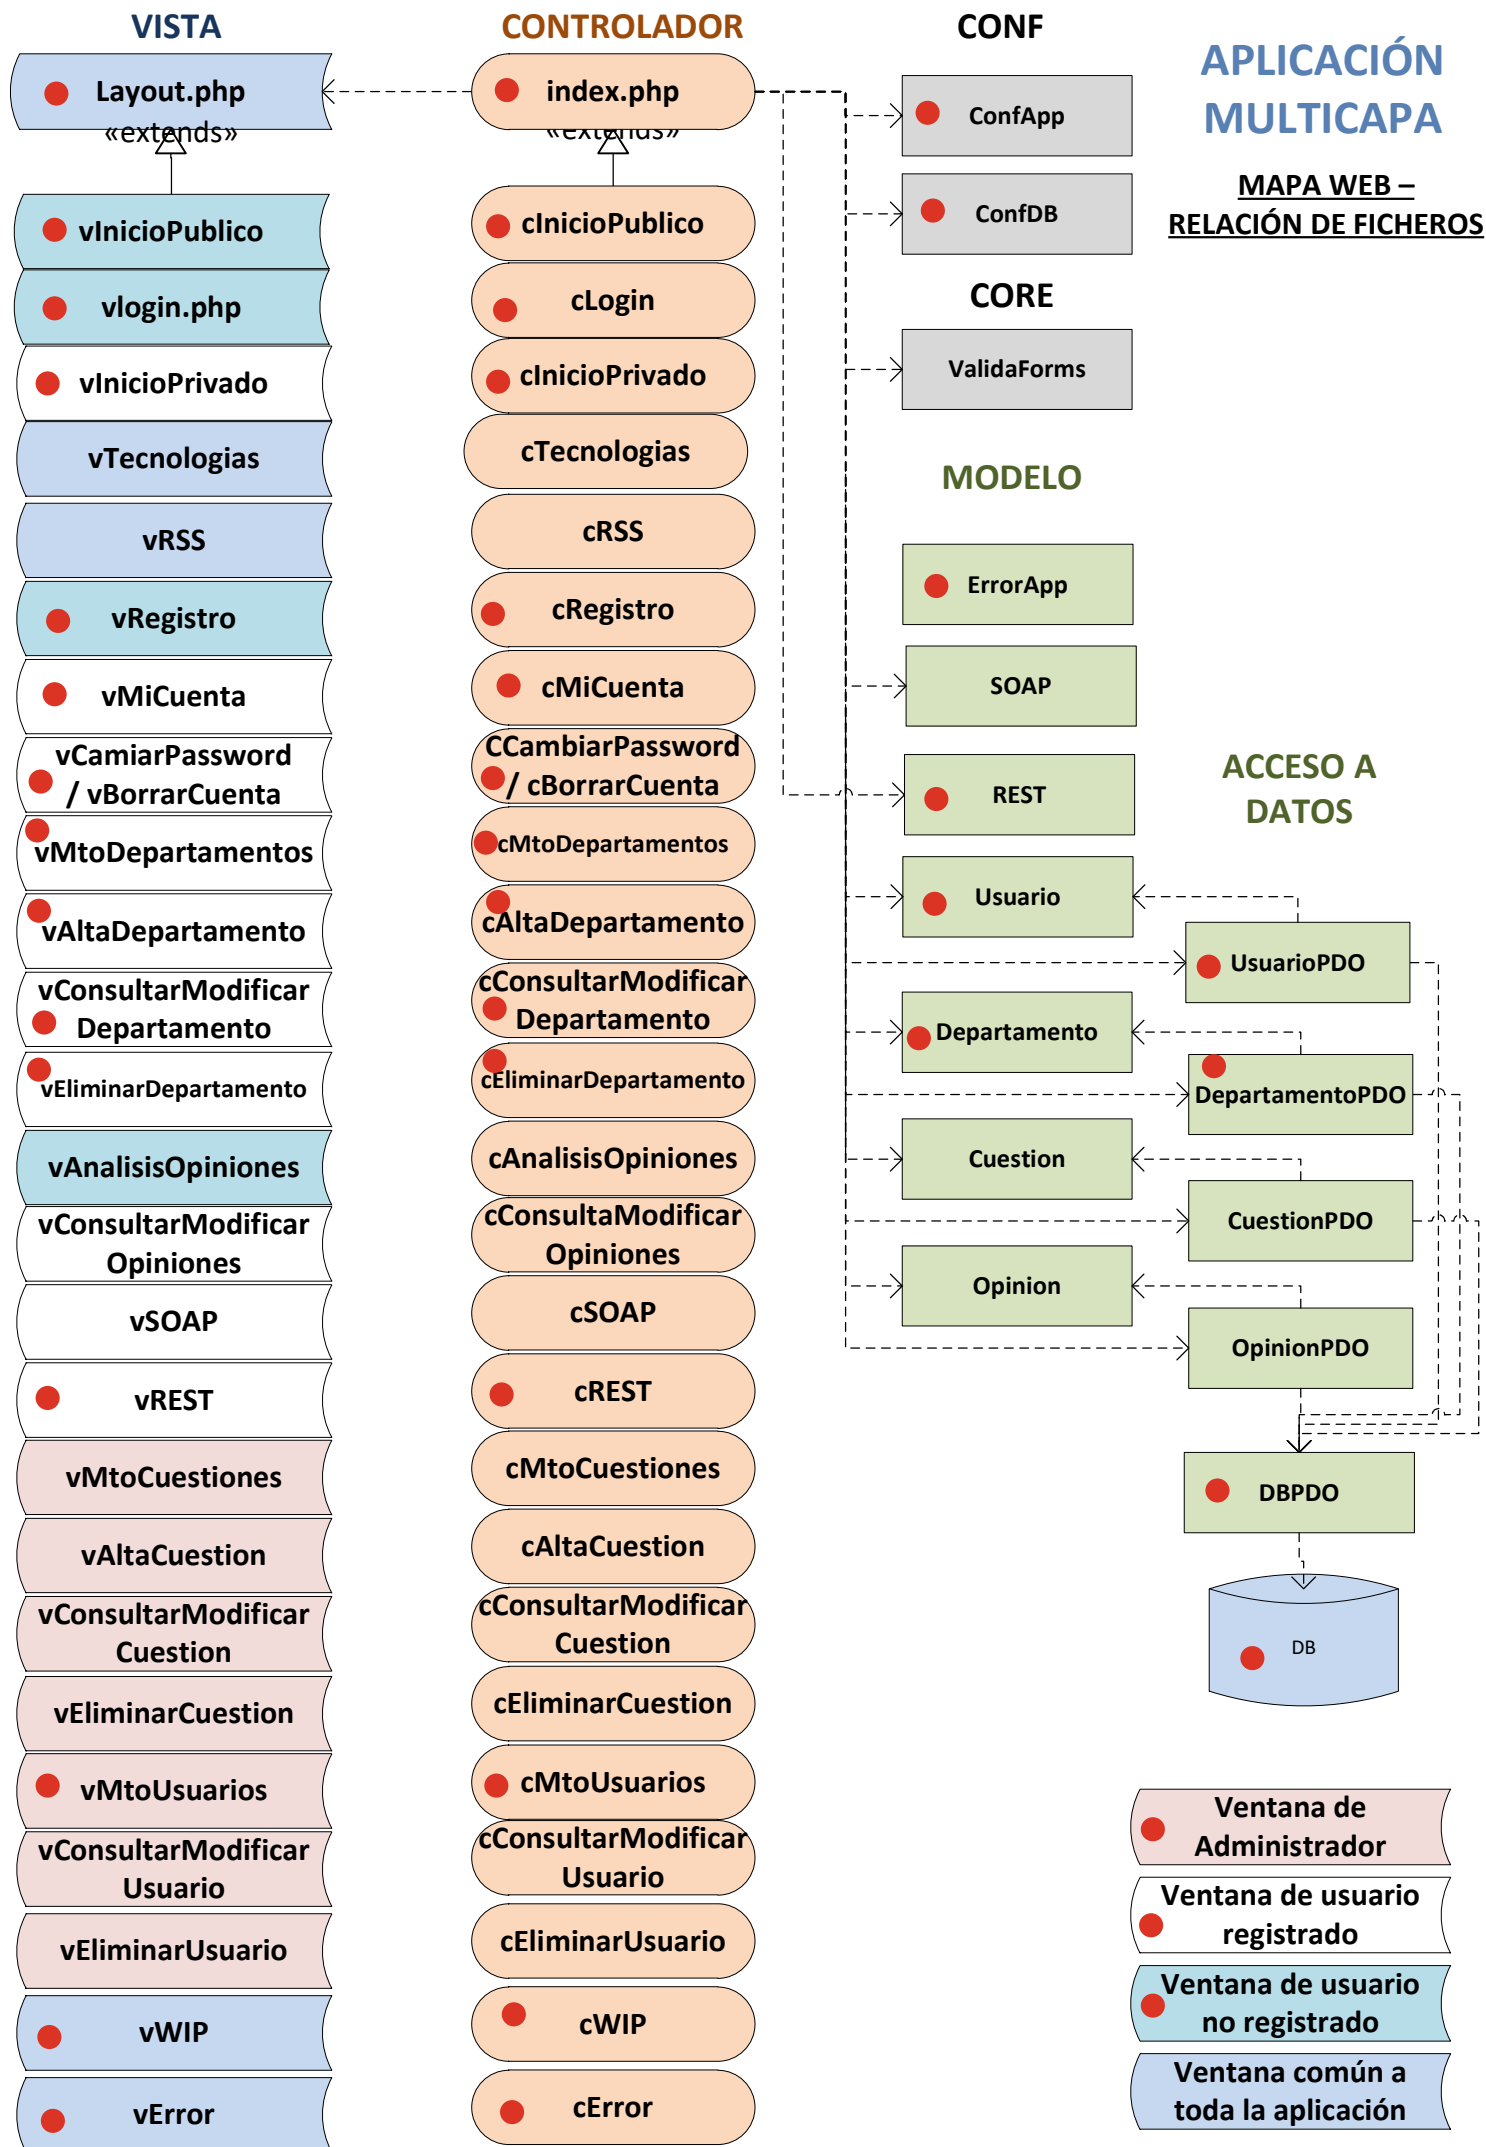 VISTA
Layout.php
«extends»
vInicioPublico
vlogin.php
vInicioPrivado
vTecnologias
vRSS
vRegistro
vMiCuenta
vCamiarPassword
/ vBorrarCuenta
vMtoDepartamentos
vAltaDepartamento
vConsultarModificar
Departamento
vEliminarDepartamento
vAnalisisOpiniones
vConsultarModificar
Opiniones
vSOAP
vREST
vMtoCuestiones
vAltaCuestion
vConsultarModificar
Cuestion
vEliminarCuestion
vMtoUsuarios
vConsultarModificar
Usuario
vEliminarUsuario
vWIP
vError
CONTROLADOR
index.php
«extends»
cInicioPublico
cLogin
cInicioPrivado
cTecnologias
cRSS
cRegistro
cMiCuenta
CCambiarPassword
/ cBorrarCuenta
cMtoDepartamentos
cAltaDepartamento
cConsultarModificar
Departamento
cEliminarDepartamento
cAnalisisOpiniones
cConsultaModificar
Opiniones
cSOAP
cREST
cMtoCuestiones
cAltaCuestion
cConsultarModificar
Cuestion
cEliminarCuestion
cMtoUsuarios
cConsultarModificar
Usuario
cEliminarUsuario
cWIP
cError
CONF
ConfApp
ConfDB
CORE
ValidaForms
MODELO
ErrorApp
SOAP
REST
Usuario
Departamento
Cuestion
Opinion
APLICACIÓN
MULTICAPA
MAPA WEB –
RELACIÓN DE FICHEROS
ACCESO A
DATOS
UsuarioPDO
DepartamentoPDO
CuestionPDO
OpinionPDO
DBPDO
DB
Ventana de
Administrador
Ventana de usuario
registrado
Ventana de usuario
no registrado
Ventana común a
toda la aplicación